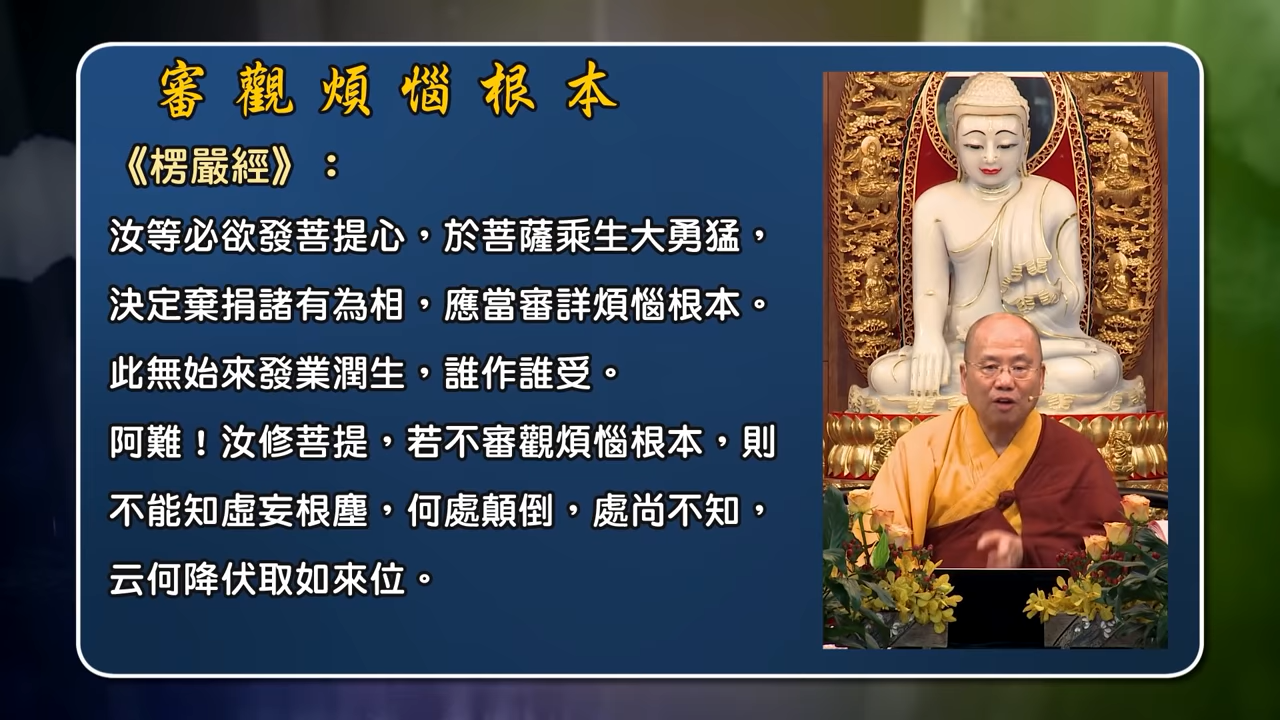 審觀煩惱根本
《楞嚴經》：
汝等必欲發菩提心，於菩薩乘生大勇猛，
決定棄捐諸有為相，應當審詳煩惱根本。
此無始來發業潤生，誰作誰受。
阿難！汝修菩提，若不審觀煩惱根本，則
不能知虛妄根塵，何處顛倒，處尚不知，
云何降伏取如來位。